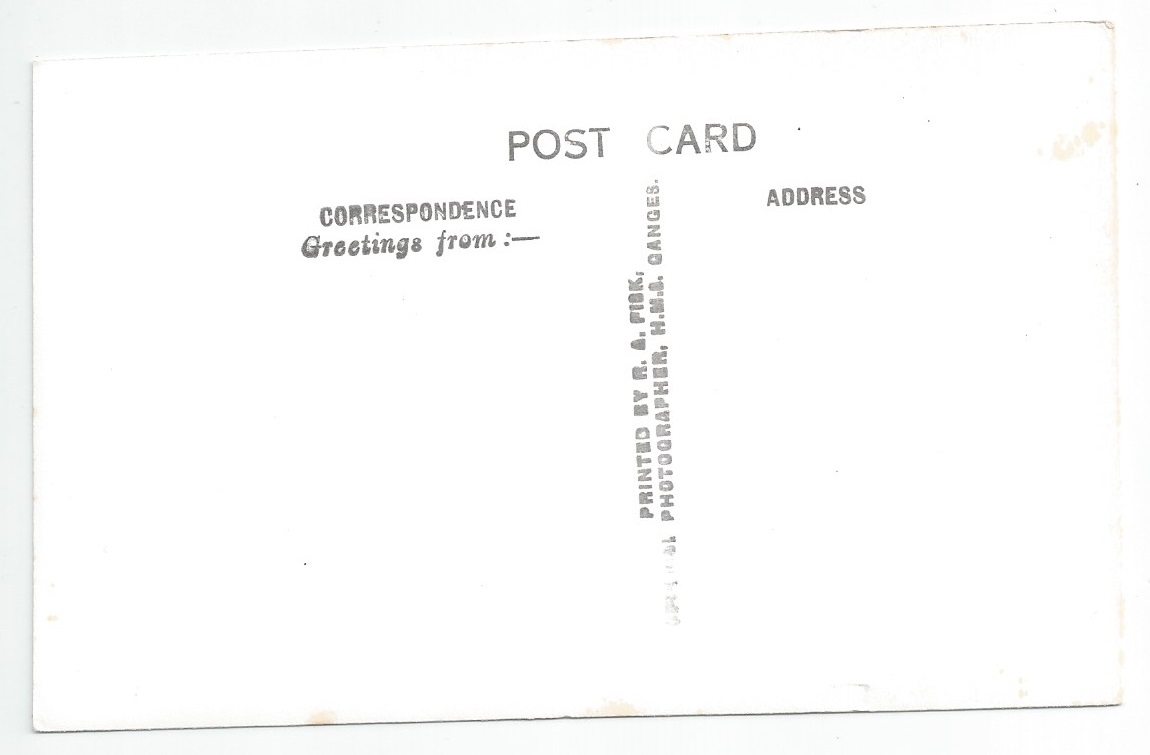 POST CARD
CORRESPONDENCE
Greetings from :—
ADDRESS
PRINTED BY R. A. FISK,
PHOTOGRAPHER, H.M.S. GANGES.